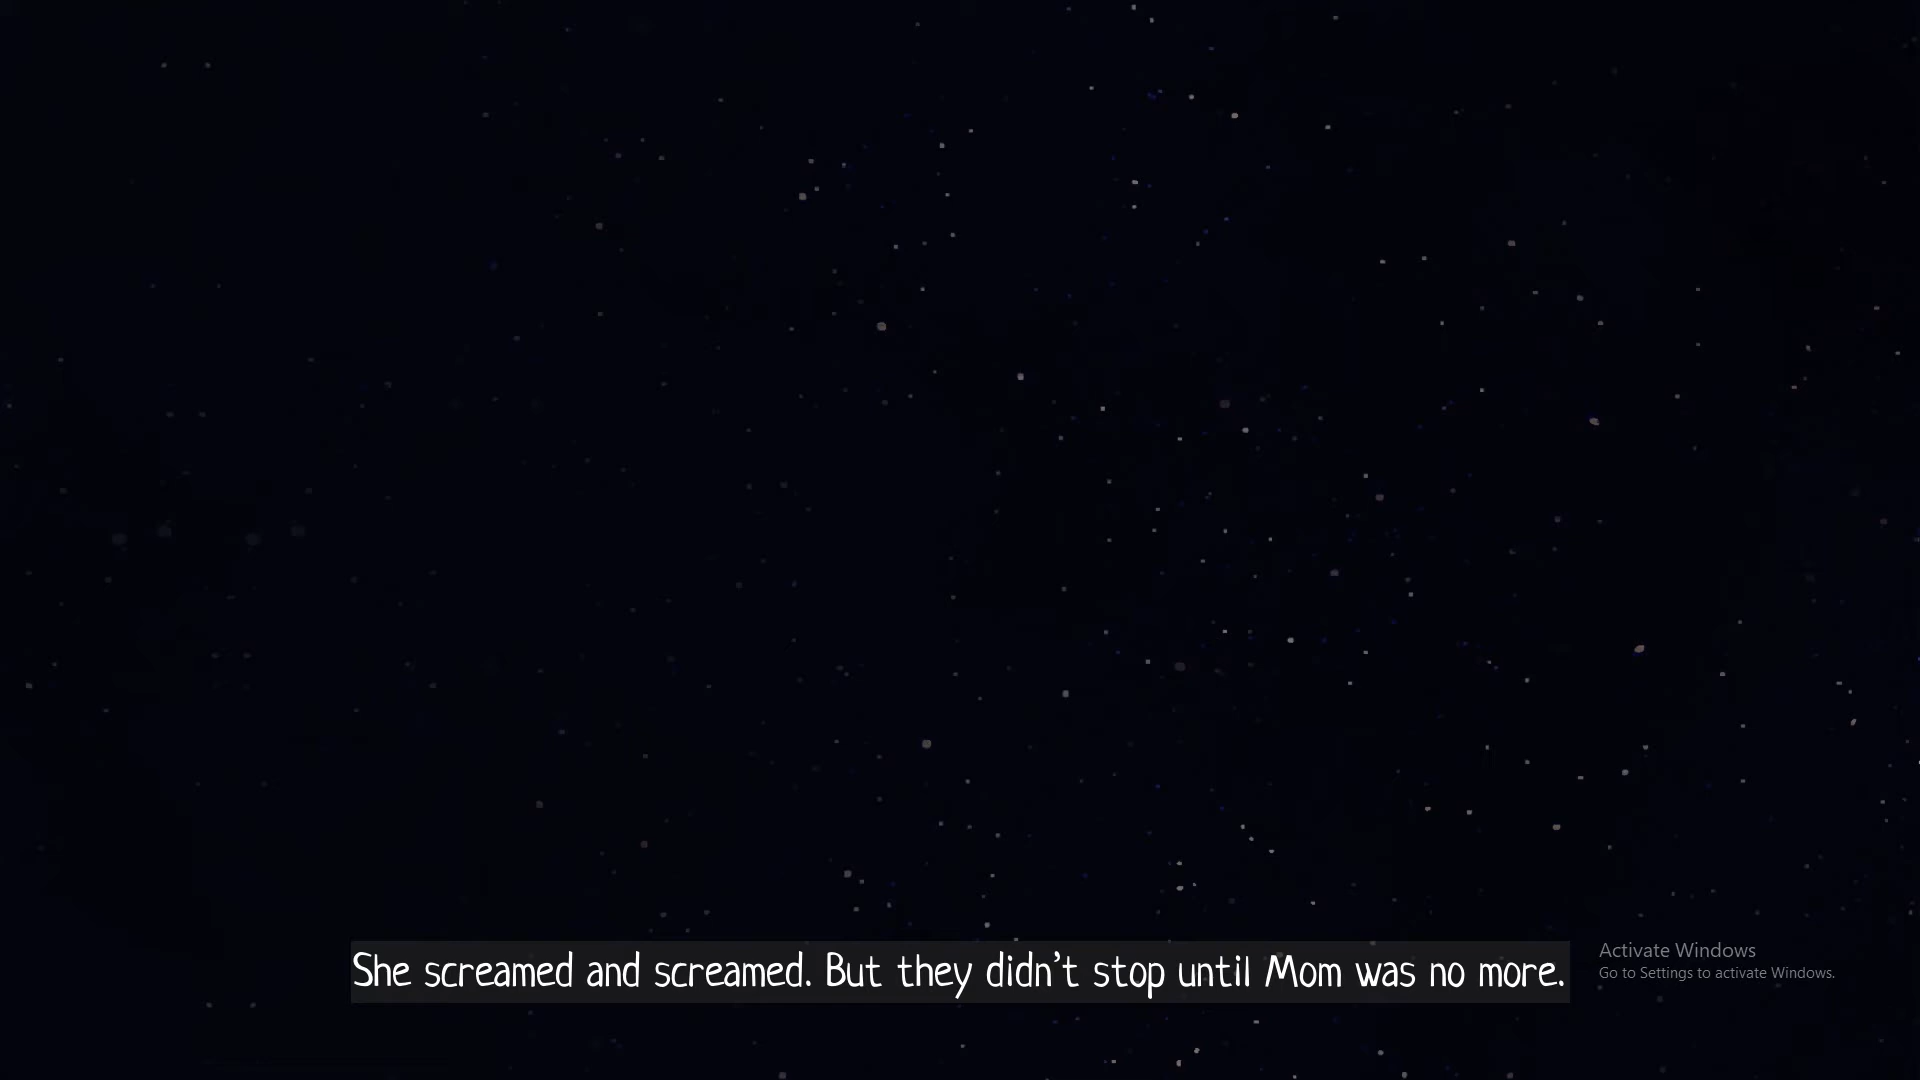 She screamed and screamed. But they didn't stop until Mom was no more.
Activate Windows
Go to Settings to activate Windows.